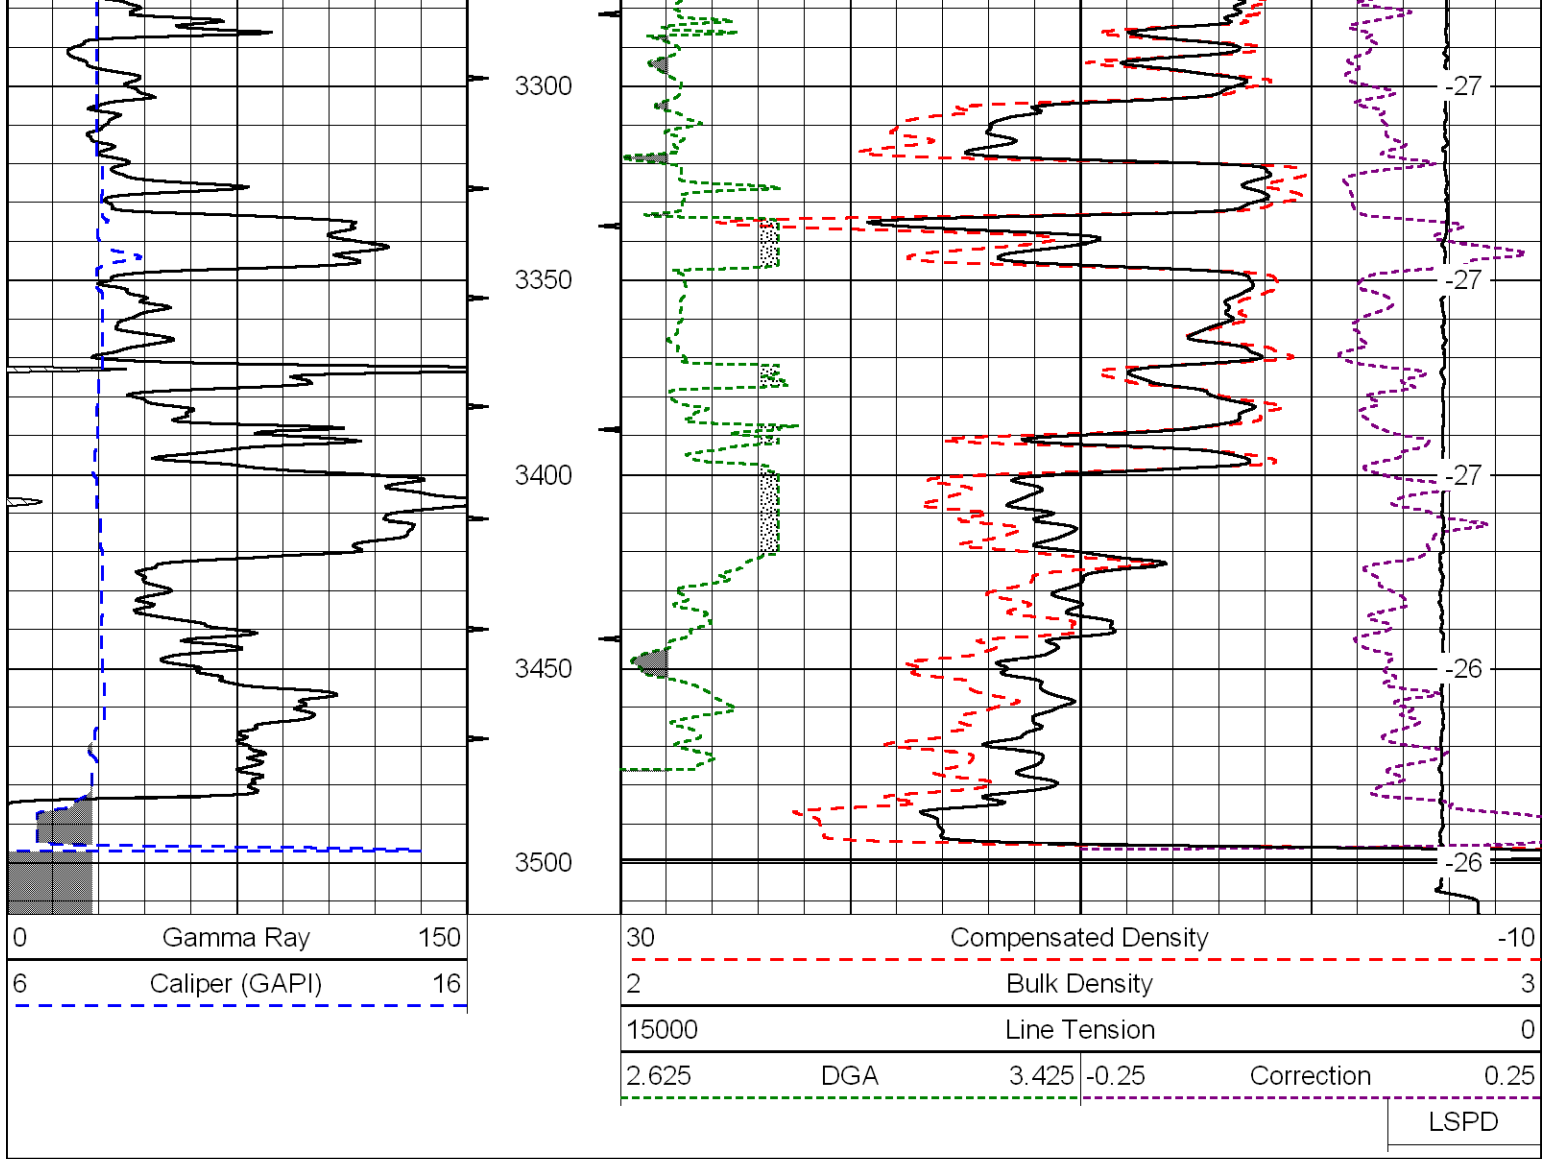 3300 -27
3350 -27
3400 -27
3450 -26
3500 -26
0 Gamma Ray 150
6 Caliper (GAPI) 16
30 Compensated Density -10
2 Bulk Density 3
15000 Line Tension 0
2.625 DGA 3.425 -0.25 Correction 0.25
LSPD